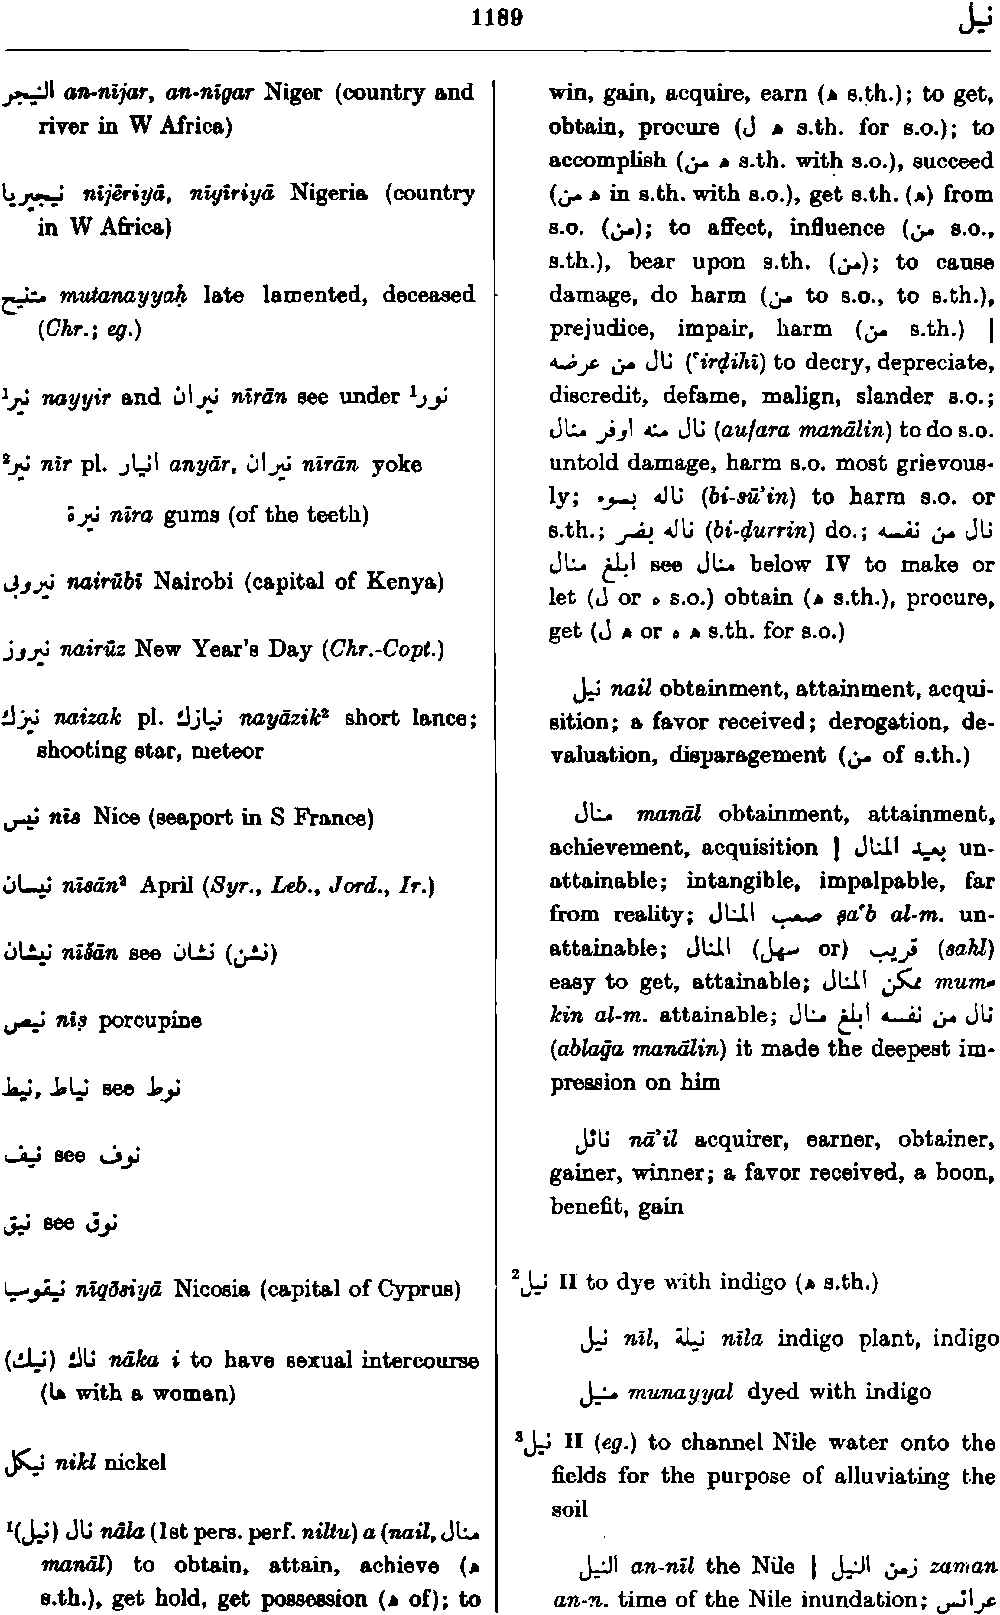 1189
نيل
النيجر an-nījar, an-nīgar Niger (country and
river in W Africa)
نيجيريا nījēriyā, nīgīriyā Nigeria (country
in W Africa)
متنيح mutanayyaḥ late lamented, deceased
(Chr.; eg.)
¹نير nayyir and نيران nīrān see under ¹نور
²نير nīr pl. انيار anyār, نيران nīrān yoke
نيرة nīra gums (of the teeth)
نيروبى nairūbī Nairobi (capital of Kenya)
نيروز nairūz New Year's Day (Chr.-Copt.)
نيزك naizak pl. نيازك nayāzik² short lance;
shooting star, meteor
نيس nīs Nice (seaport in S France)
نيسان nīsān² April (Syr., Leb., Jord., Ir.)
نيشان nīšān see نشان (نشن)
نيص nīṣ porcupine
نيط, نياط see نوط
نيف see نوف
نيق see نوق
نيقوسيا nīqōsiyā Nicosia (capital of Cyprus)
(نيك) ناك nāka i to have sexual intercourse
(ها with a woman)
نيكل nikl nickel
¹(نيل) نال nāla (1st pers. perf. niltu) a (nail, منال
manāl) to obtain, attain, achieve (ه
s.th.), get hold, get possession (ه of); to
win, gain, acquire, earn (ه s.th.); to get,
obtain, procure (ل ه s.th. for s.o.); to
accomplish (ه من s.th. with s.o.), succeed
(ه من in s.th. with s.o.), get s.th. (ه) from
s.o. (من); to affect, influence (من s.o.,
s.th.), bear upon s.th. (من); to cause
damage, do harm (من to s.o., to s.th.),
prejudice, impair, harm (من s.th.) |
نال من عرضه (ʿirḍihī) to decry, depreciate,
discredit, defame, malign, slander s.o.;
نال منه اوفر منال (aufara manālin) to do s.o.
untold damage, harm s.o. most grievous-
ly; ناله بسوء (bi-sūʾin) to harm s.o. or
s.th.; ناله بضر (bi-ḍurrin) do.; نال من نفسه
ابلغ منال see منال below IV to make or
let (ل or ه s.o.) obtain (ه s.th.), procure,
get (ل ه or ه ه s.th. for s.o.)
نيل nail obtainment, attainment, acqui-
sition; a favor received; derogation, de-
valuation, disparagement (من of s.th.)
منال manāl obtainment, attainment,
achievement, acquisition | بعيد المنال un-
attainable; intangible, impalpable, far
from reality; صعب المنال ṣaʿb al-m. un-
attainable; قريب (or سهل) المنال (sahl)
easy to get, attainable; ممكن المنال mum-
kin al-m. attainable; نال من نفسه ابلغ منال
(ablaḡa manālin) it made the deepest im-
pression on him
نائل nāʾil acquirer, earner, obtainer,
gainer, winner; a favor received, a boon,
benefit, gain
²نيل II to dye with indigo (ه s.th.)
نيل nīl, نيلة nīla indigo plant, indigo
منيل munayyal dyed with indigo
³نيل II (eg.) to channel Nile water onto the
fields for the purpose of alluviating the
soil
النيل an-nīl the Nile | زمن النيل zaman
an-n. time of the Nile inundation; عرائس